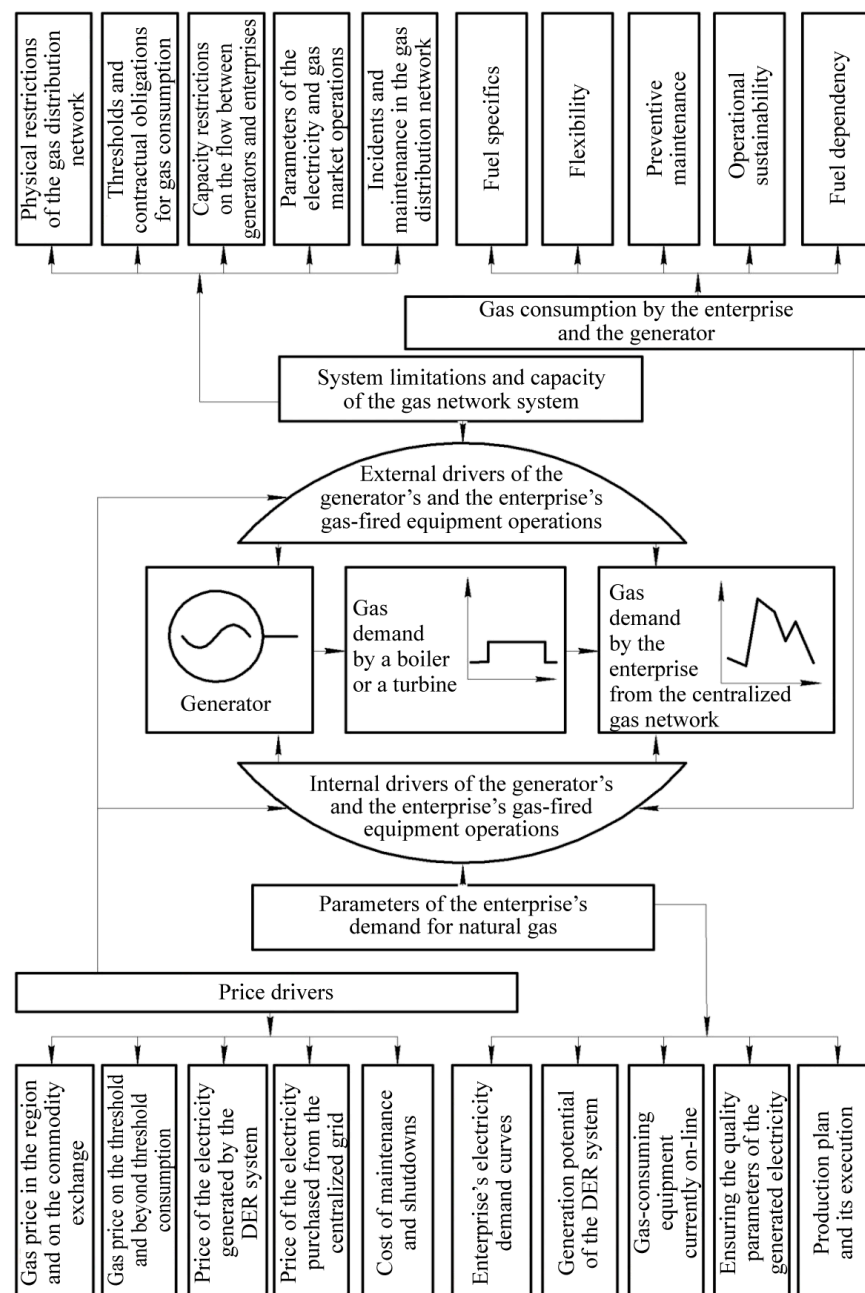 Physical restrictions
of the gas distribution
network
Thresholds and
contractual obligations
for gas consumption
Capacity restrictions
on the flow between
generators and enterprises
Parameters of the
electricity and gas
market operations
Incidents and
maintenance in the gas
distribution network
Fuel specifics
Flexibility
Preventive
maintenance
Operational
sustainability
Fuel dependency
Gas consumption by the enterprise
and the generator
System limitations and capacity
of the gas network system
External drivers of the
generator’s and the enterprise’s
gas-fired equipment operations
Generator
Gas
demand
by a boiler
or a turbine
Gas
demand
by the
enterprise
from the centralized
gas network
Internal drivers of the generator’s
and the enterprise’s gas-fired
equipment operations
Parameters of the enterprise’s
demand for natural gas
Price drivers
Gas price in the region
and on the commodity
exchange
Gas price on the threshold
and beyond threshold
consumption
Price of the electricity
generated by the
DER system
Price of the electricity
purchased from the
centralized grid
Cost of maintenance
and shutdowns
Enterprise’s electricity
demand curves
Generation potential
of the DER system
Gas-consuming
equipment
currently on-line
Ensuring the quality
parameters of the
generated electricity
Production plan
and its execution